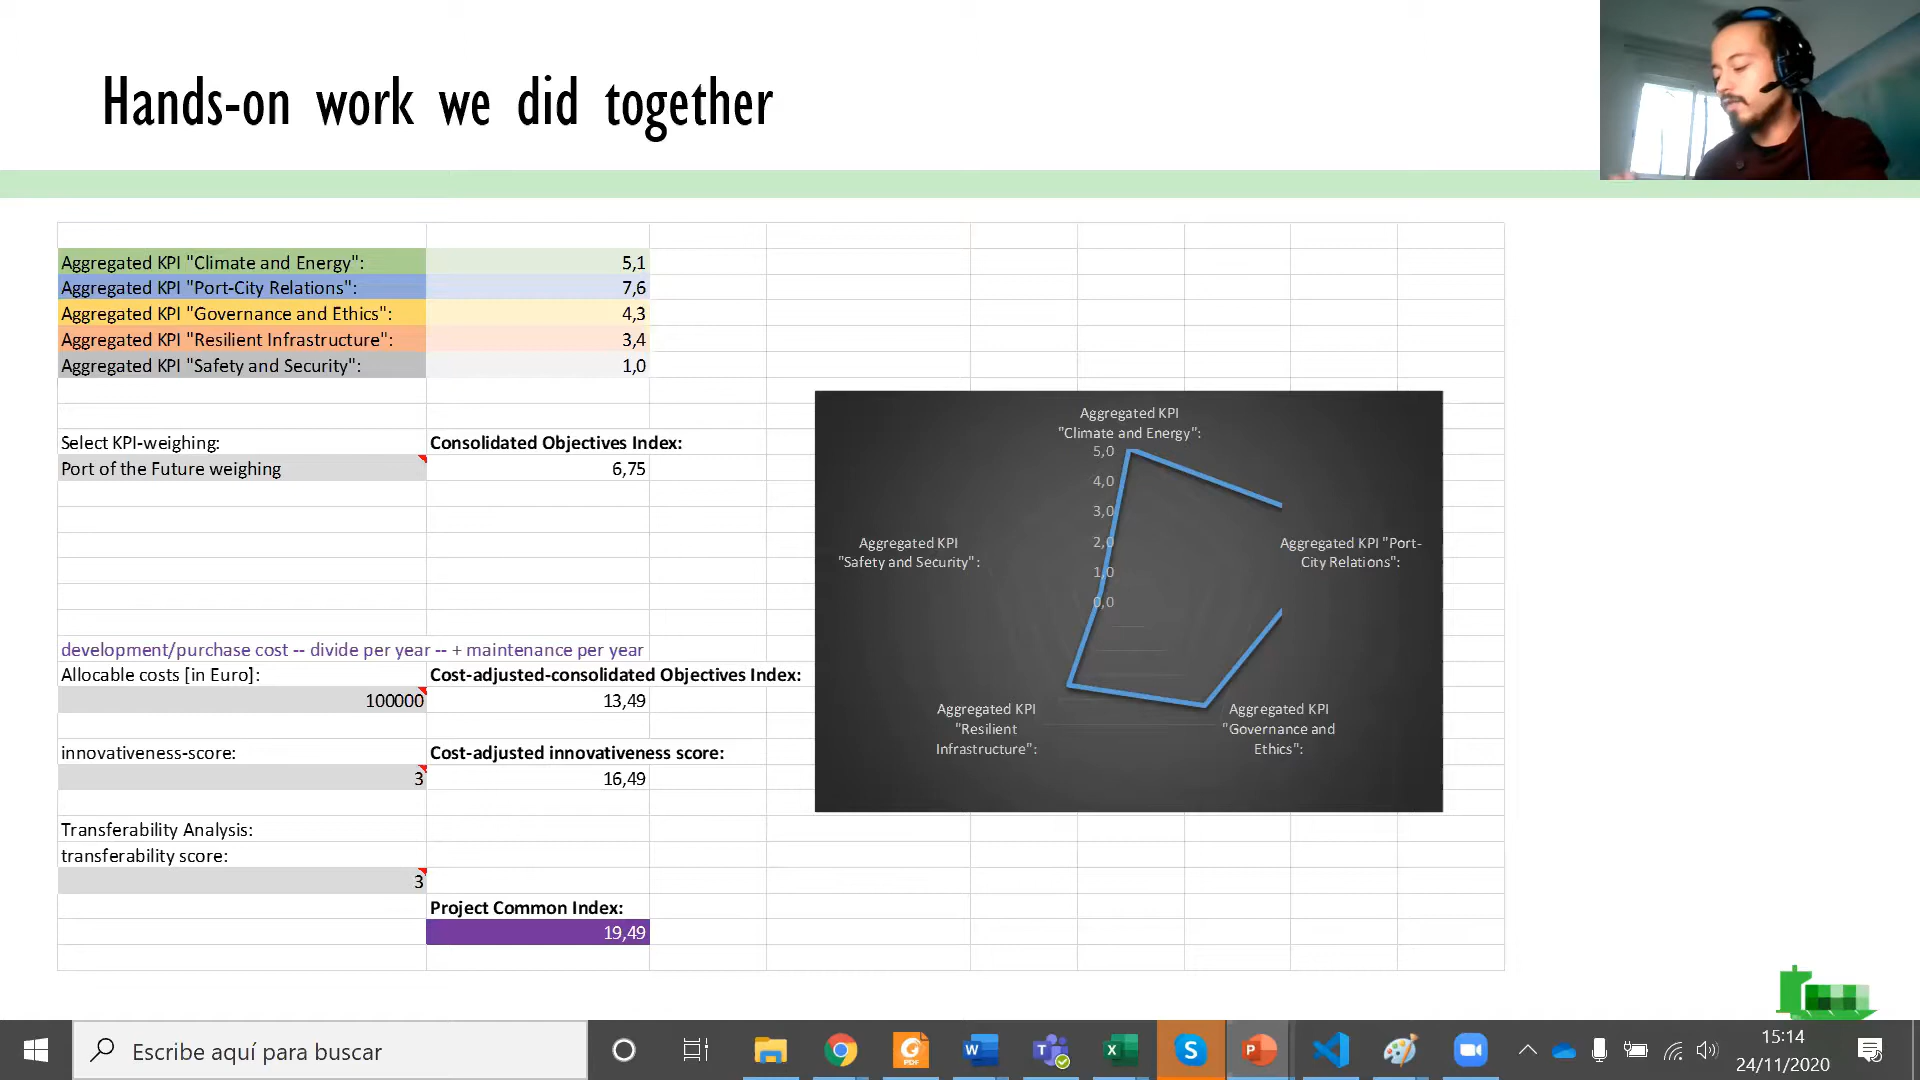 Hands-on work we did together
Aggregated KPI "Climate and Energy": 5,1
Aggregated KPI "Port-City Relations": 7,6
Aggregated KPI "Governance and Ethics": 4,3
Aggregated KPI "Resilient Infrastructure": 3,4
Aggregated KPI "Safety and Security": 1,0
Select KPI-weighing: Consolidated Objectives Index:
Port of the Future weighing 6,75
development/purchase cost -- divide per year -- + maintenance per year
Allocable costs [in Euro]: Cost-adjusted-consolidated Objectives Index:
100000 13,49
innovativeness-score: Cost-adjusted innovativeness score:
3 16,49
Transferability Analysis:
transferability score:
3
Project Common Index:
19,49
Aggregated KPI
"Climate and Energy":
5,0
4,0
3,0
2,0
1,0
0,0
Aggregated KPI "Port-
City Relations":
Aggregated KPI
"Governance and
Ethics":
Aggregated KPI
"Resilient
Infrastructure":
Aggregated KPI
"Safety and Security":
Escribe aquí para buscar
PDF
W
T
X
S
P
15:14
24/11/2020